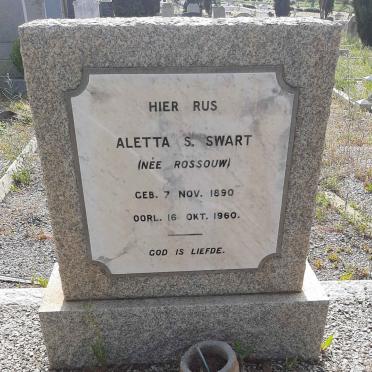 HIER RUS
ALETTA S. SWART
(NÉE ROSSOUW)
GEB. 7 NOV. 1890
OORL. 16 OKT. 1960.
GOD IS LIEFDE.